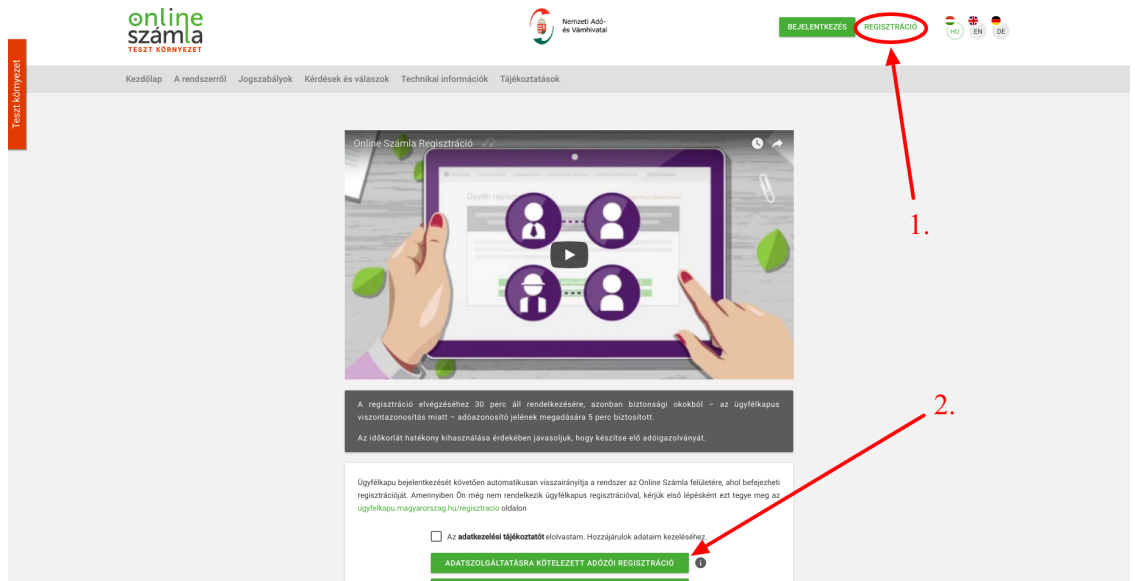 online
számla
TESZT KÖRNYEZET
Nemzeti Adó-
és Vámhivatal
BEJELENTKEZÉS REGISZTRÁCIÓ
HU EN DE
Teszt környezet
Kezdőlap A rendszerről Jogszabályok Kérdések és válaszok Technikai információk Tájékoztatások
Online Számla Regisztráció
1.
A regisztráció elvégzéséhez 30 perc áll rendelkezésére, azonban biztonsági okokból – az ügyfélkapus
viszontazonosítás miatt – adóazonosító jelének megadására 5 perc biztosított.
Az időkorlát hatékony kihasználása érdekében javasoljuk, hogy készítse elő adóigazolványát.
2.
Ügyfélkapu bejelentkezését követően automatikusan visszairányítja a rendszer az Online Számla felületére, ahol befejezheti
regisztrációját. Amennyiben Ön még nem rendelkezik ügyfélkapus regisztrációval, kérjük első lépésként ezt tegye meg az
ugyfelkapu.magyarorszag.hu/regisztracio oldalon
Az adatkezelési tájékoztatót elolvastam. Hozzájárulok adataim kezeléséhez.
ADATSZOLGÁLTATÁSRA KÖTELEZETT ADÓZÓI REGISZTRÁCIÓ